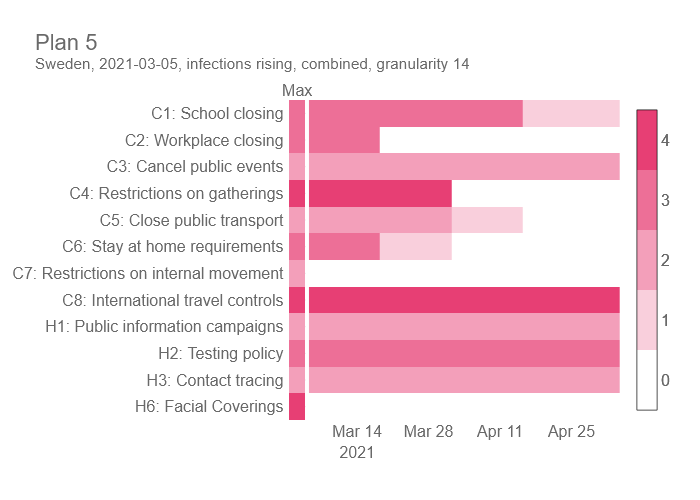 Plan 5
Sweden, 2021-03-05, infections rising, combined, granularity 14
Max
C1: School closing
C2: Workplace closing
C3: Cancel public events
C4: Restrictions on gatherings
C5: Close public transport
C6: Stay at home requirements
C7: Restrictions on internal movement
C8: International travel controls
H1: Public information campaigns
H2: Testing policy
H3: Contact tracing
H6: Facial Coverings
4
3
2
1
0
Mar 14 Mar 28 Apr 11 Apr 25
2021